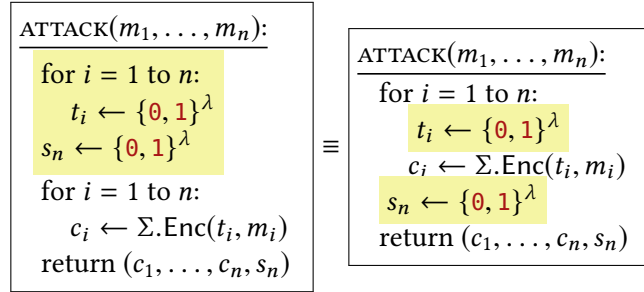 ATTACK(m₁, . . . , mₙ):
for i = 1 to n:
tᵢ ← {0, 1}^λ
sₙ ← {0, 1}^λ
for i = 1 to n:
cᵢ ← Σ.Enc(tᵢ, mᵢ)
return (c₁, . . . , cₙ, sₙ)
≡
ATTACK(m₁, . . . , mₙ):
for i = 1 to n:
tᵢ ← {0, 1}^λ
cᵢ ← Σ.Enc(tᵢ, mᵢ)
sₙ ← {0, 1}^λ
return (c₁, . . . , cₙ, sₙ)